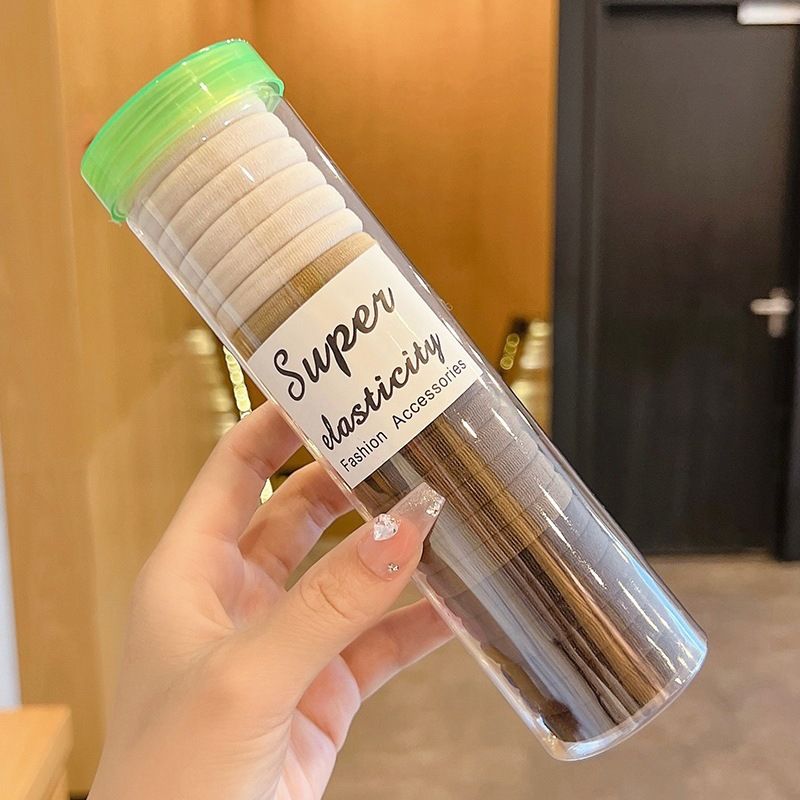 Super
elasticity
Fashion Accessories